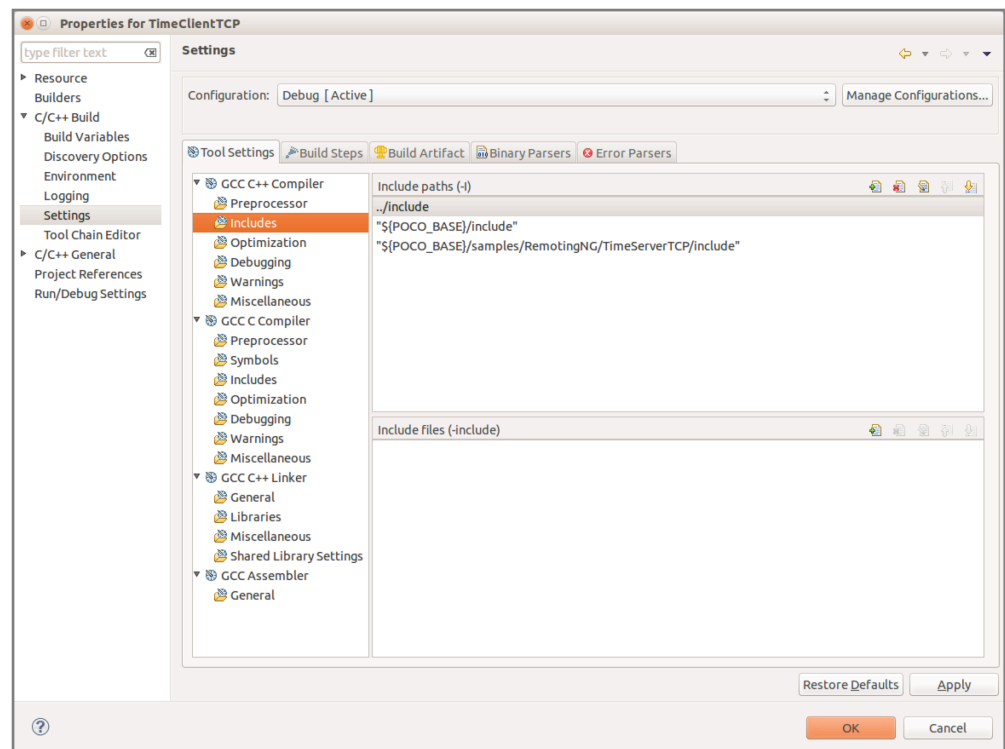 Properties for TimeClientTCP
type filter text
Resource
Builders
C/C++ Build
Build Variables
Discovery Options
Environment
Logging
Settings
Tool Chain Editor
C/C++ General
Project References
Run/Debug Settings
Settings
Configuration: Debug [ Active ] Manage Configurations...
Tool Settings Build Steps Build Artifact Binary Parsers Error Parsers
GCC C++ Compiler
Preprocessor
Includes
Optimization
Debugging
Warnings
Miscellaneous
GCC C Compiler
Preprocessor
Symbols
Includes
Optimization
Debugging
Warnings
Miscellaneous
GCC C++ Linker
General
Libraries
Miscellaneous
Shared Library Settings
GCC Assembler
General
Include paths (-I)
../include
"${POCO_BASE}/include"
"${POCO_BASE}/samples/RemotingNG/TimeServerTCP/include"
Include files (-include)
Restore Defaults Apply
OK Cancel